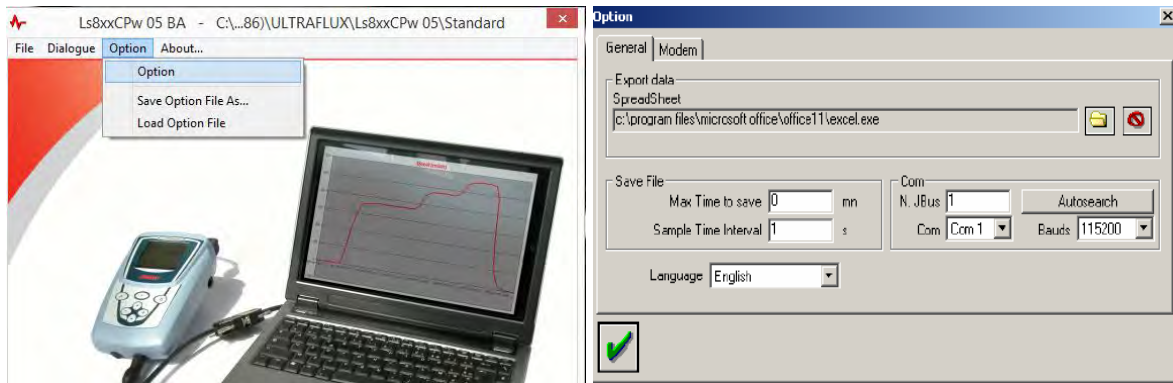 Ls8xxCPw 05 BA - C:\...86)\ULTRAFLUX\Ls8xxCPw 05\Standard
File Dialogue Option About...
Option
Save Option File As...
Load Option File
Option
General Modem
Export data
SpreadSheet
c:\program files\microsoft office\office11\excel.exe
Save File
Max Time to save 0 mn
Sample Time Interval 1 s
Com
N. JBus 1 Autosearch
Com Com 1 Bauds 115200
Language English